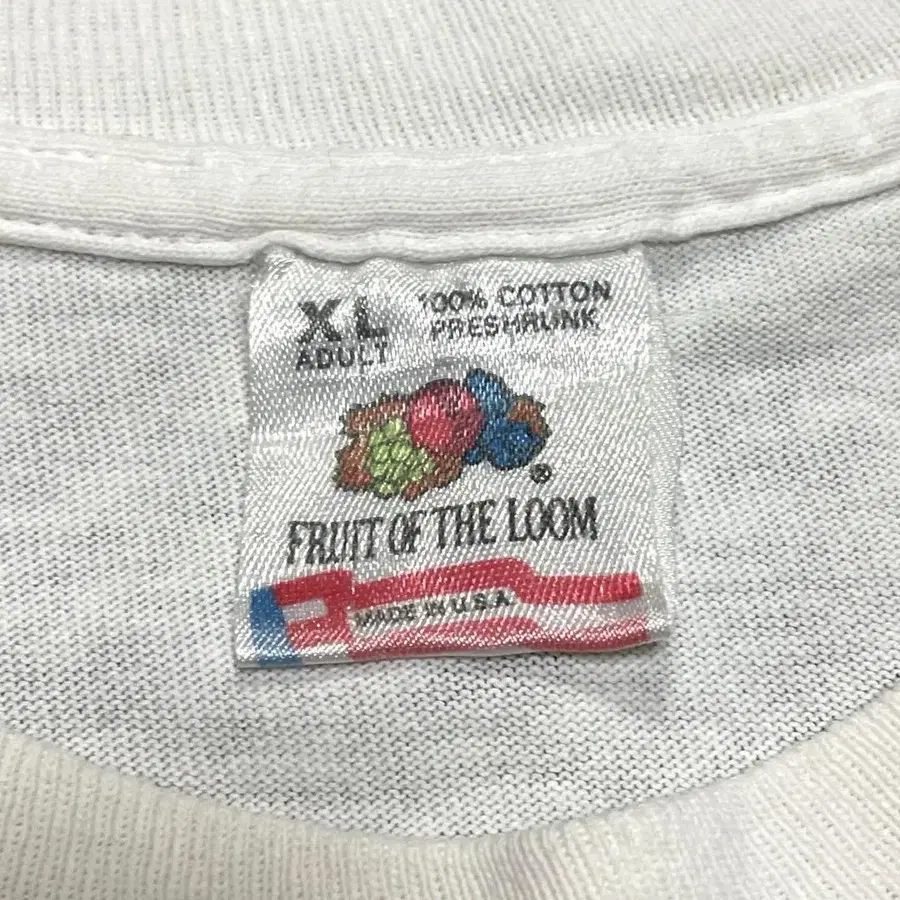 XL 100% COTTON
ADULT PRESHRUNK
®
FRUIT OF THE LOOM
MADE IN U.S.A